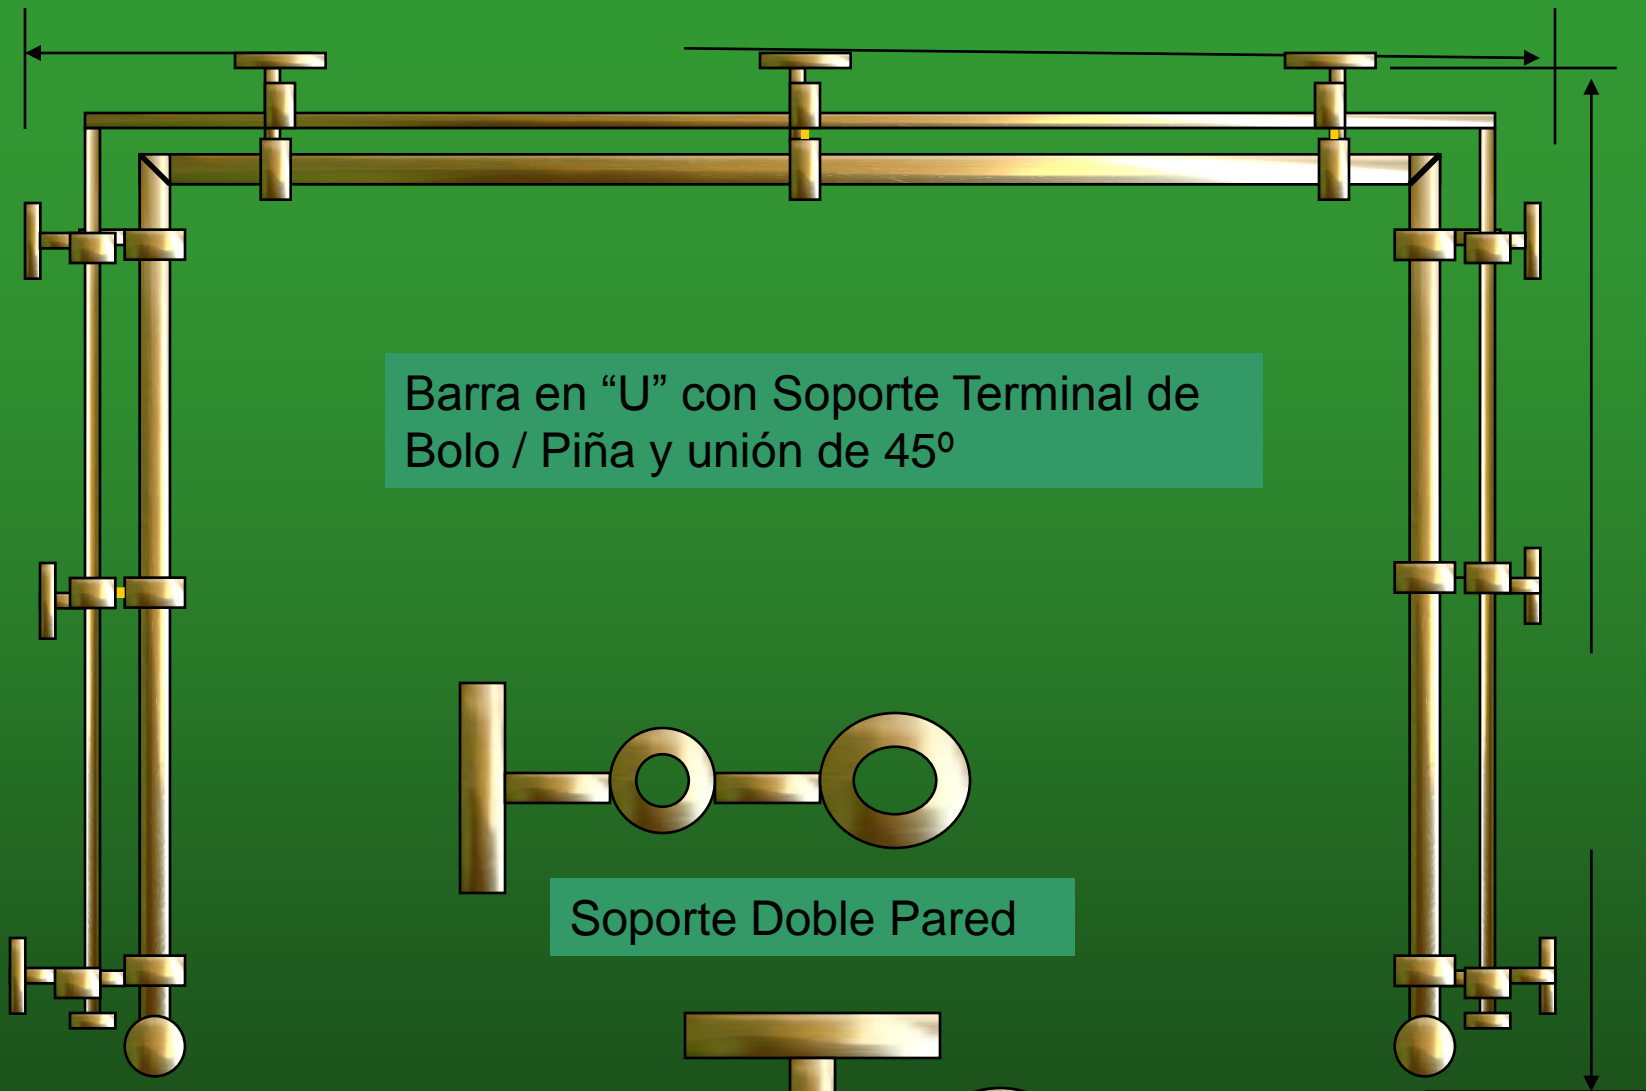 Barra en “U” con Soporte Terminal de
Bolo / Piña y unión de 45º
Soporte Doble Pared